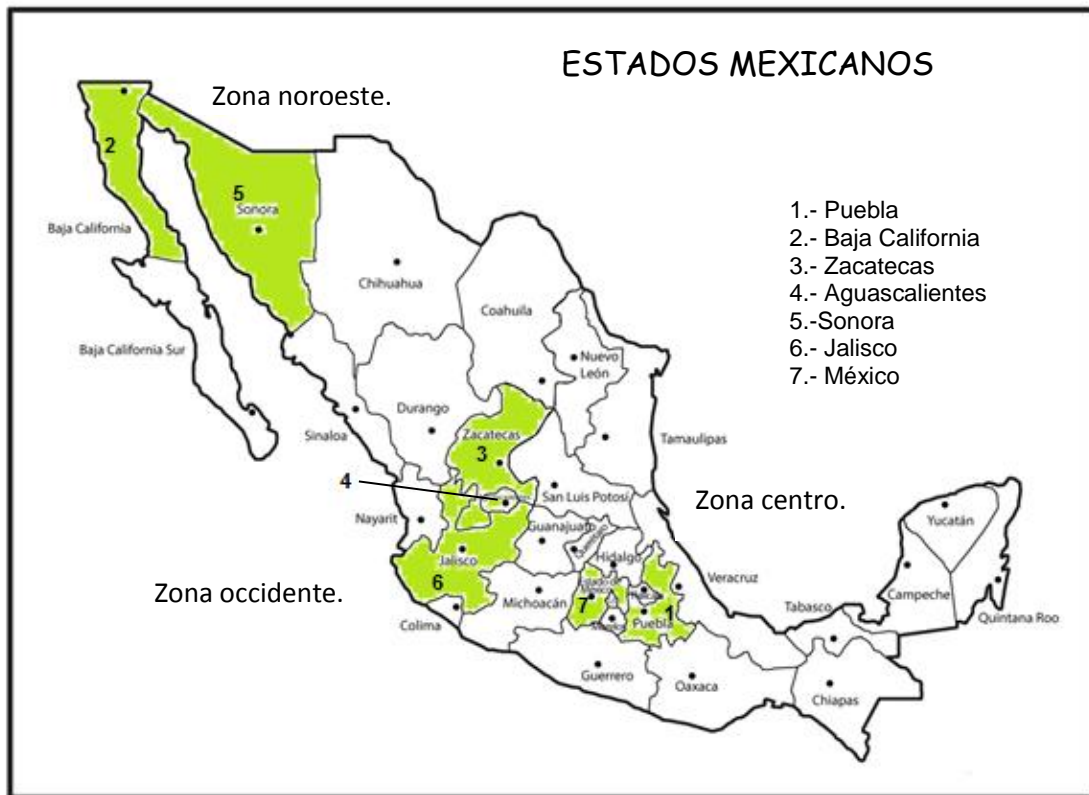 ESTADOS MEXICANOS
Zona noroeste.
2
5
Sonora
1.- Puebla
2.- Baja California
3.- Zacatecas
4.- Aguascalientes
5.-Sonora
6.- Jalisco
7.- México
Baja California
Chihuahua
Coahuila
Baja California Sur
Nuevo
León
Durango
Sinaloa
Zacatecas
Tamaulipas
3
4
San Luis Potosí
Zona centro.
Nayarit
Guanajuato
Yucatán
Jalisco
Hidalgo
6
Zona occidente.
Michoacán
Estado de
México
7
Veracruz
Campeche
Colima
1
Puebla
Tabasco
Quintana Roo
Guerrero
Oaxaca
Chiapas